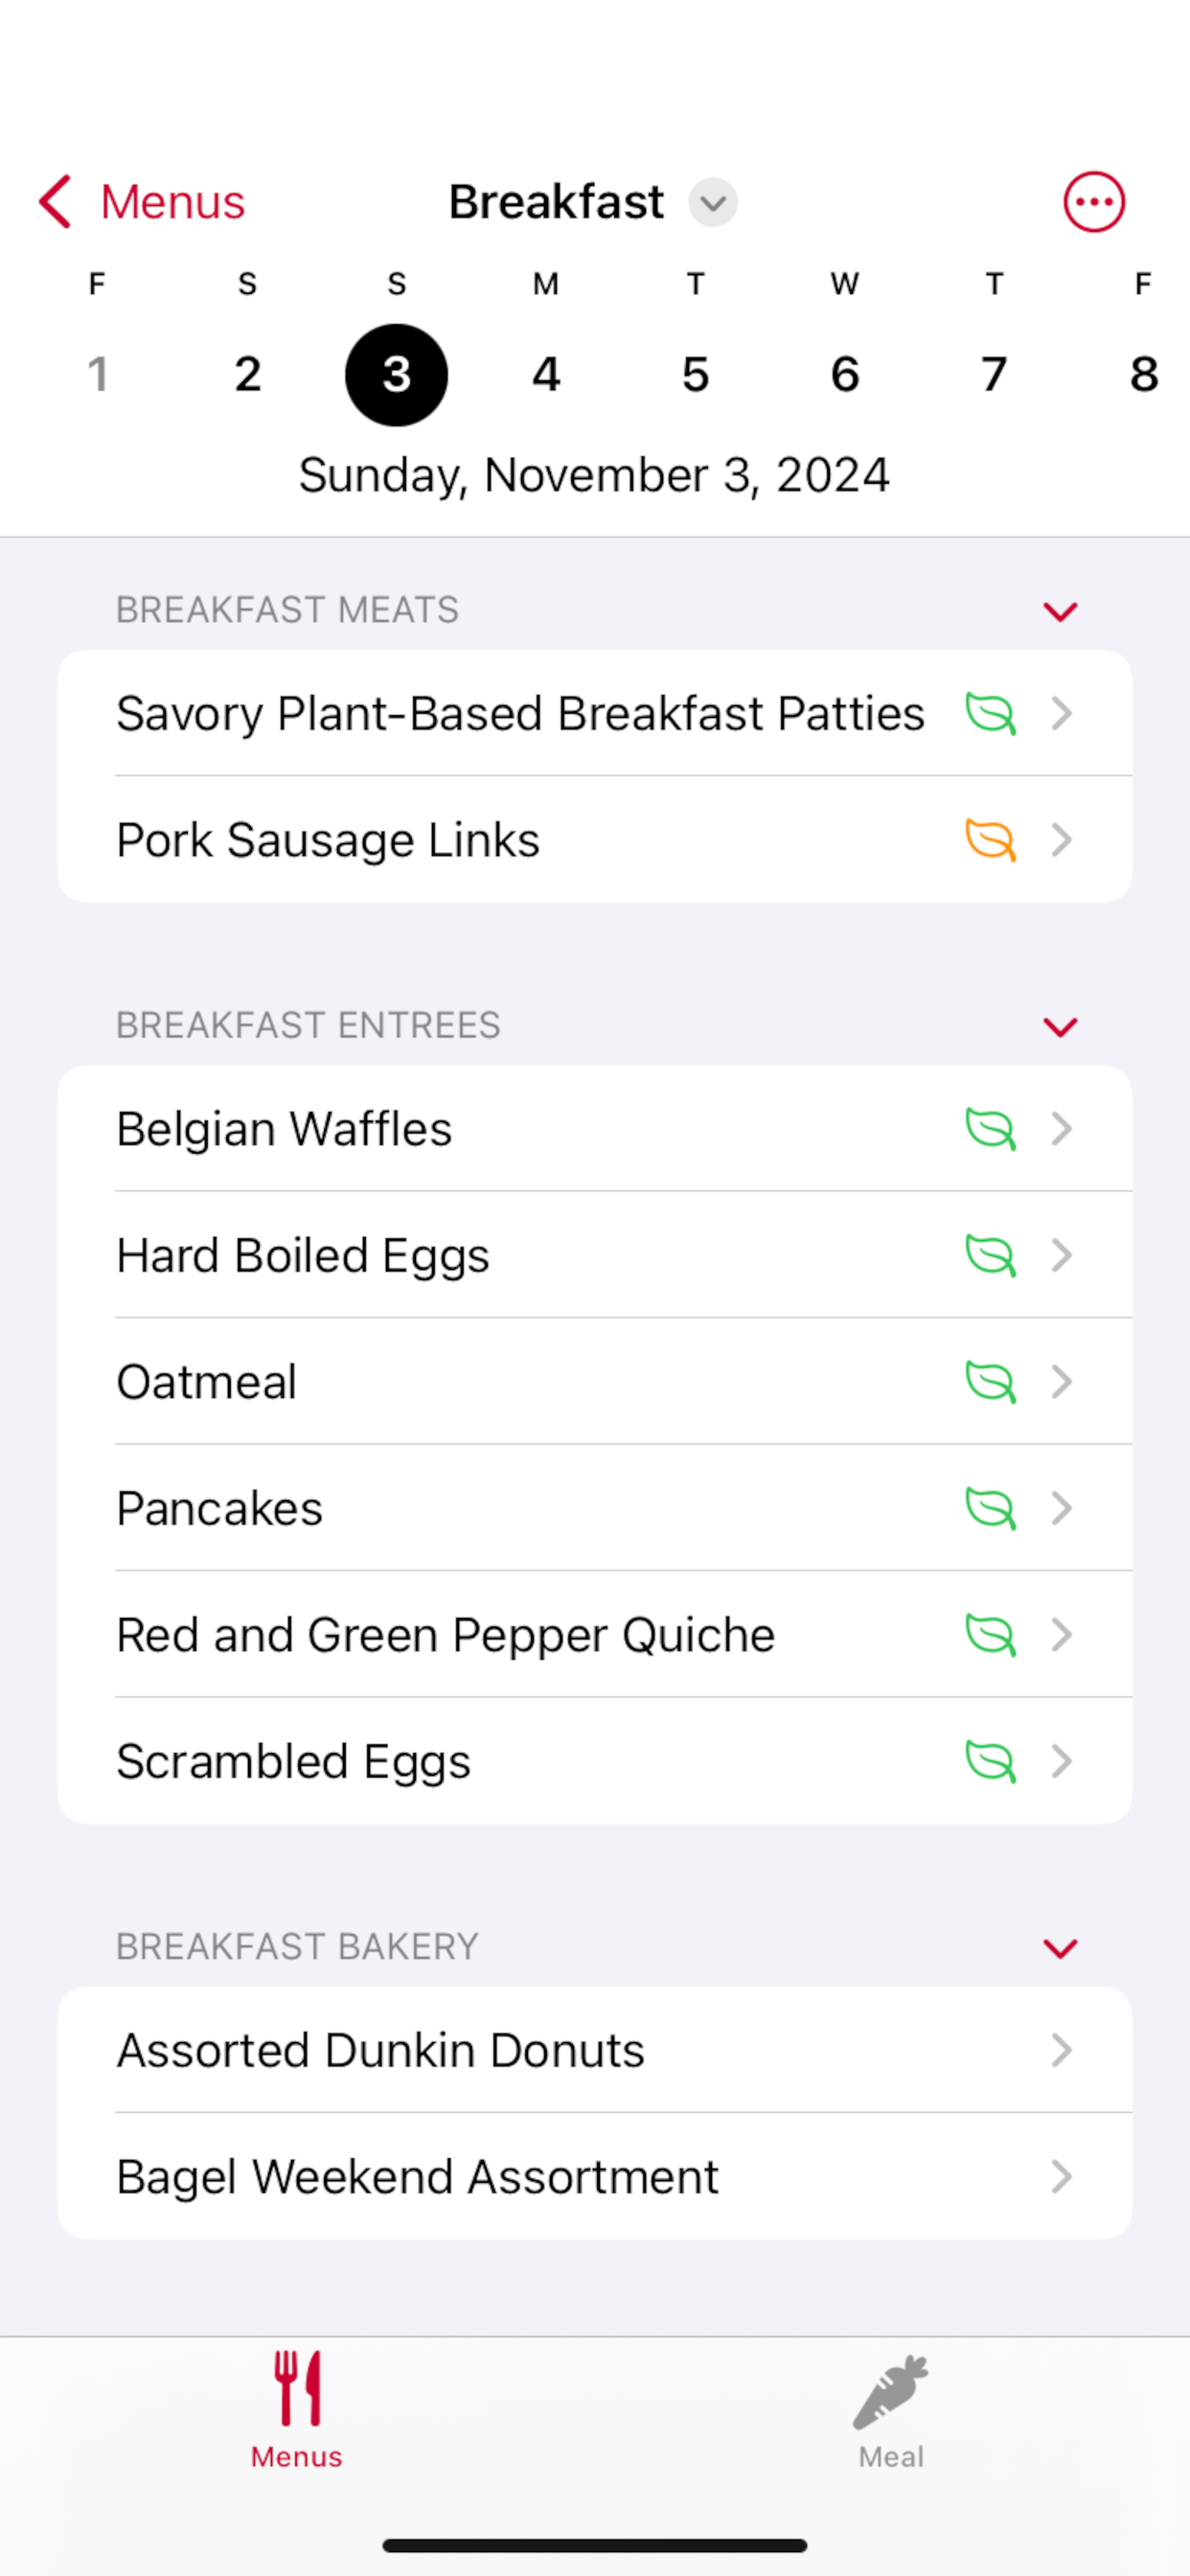 Menus Breakfast
F S S M T W T F
1 2 3 4 5 6 7 8
Sunday, November 3, 2024
BREAKFAST MEATS
Savory Plant-Based Breakfast Patties
Pork Sausage Links
BREAKFAST ENTREES
Belgian Waffles
Hard Boiled Eggs
Oatmeal
Pancakes
Red and Green Pepper Quiche
Scrambled Eggs
BREAKFAST BAKERY
Assorted Dunkin Donuts
Bagel Weekend Assortment
Menus Meal